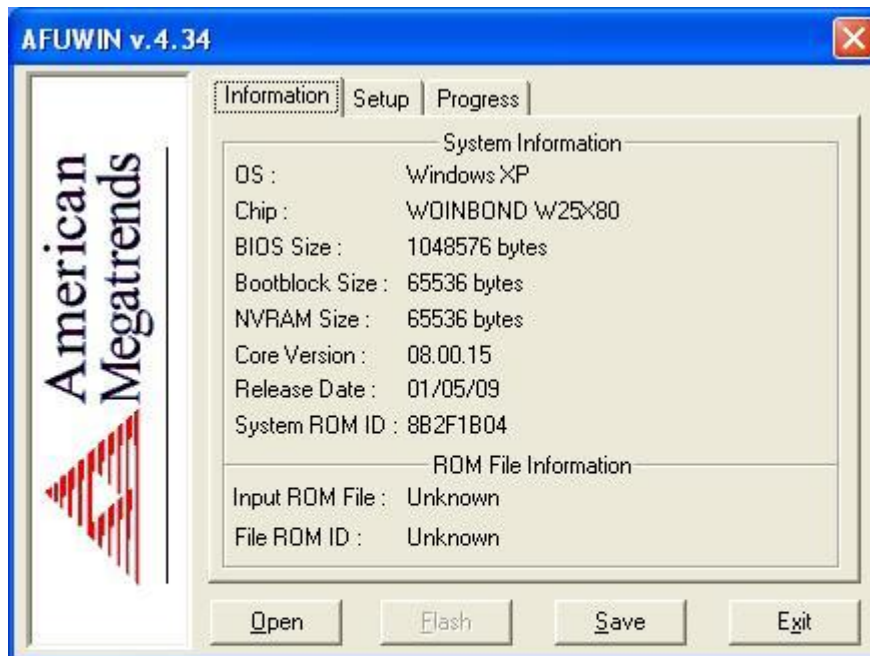 AFUWIN v.4.34
American
Megatrends
Information Setup Progress
System Information
OS : Windows XP
Chip : WOINBOND W25X80
BIOS Size : 1048576 bytes
Bootblock Size : 65536 bytes
NVRAM Size : 65536 bytes
Core Version : 08.00.15
Release Date : 01/05/09
System ROM ID : 8B2F1B04
ROM File Information
Input ROM File : Unknown
File ROM ID : Unknown
Open Flash Save Exit